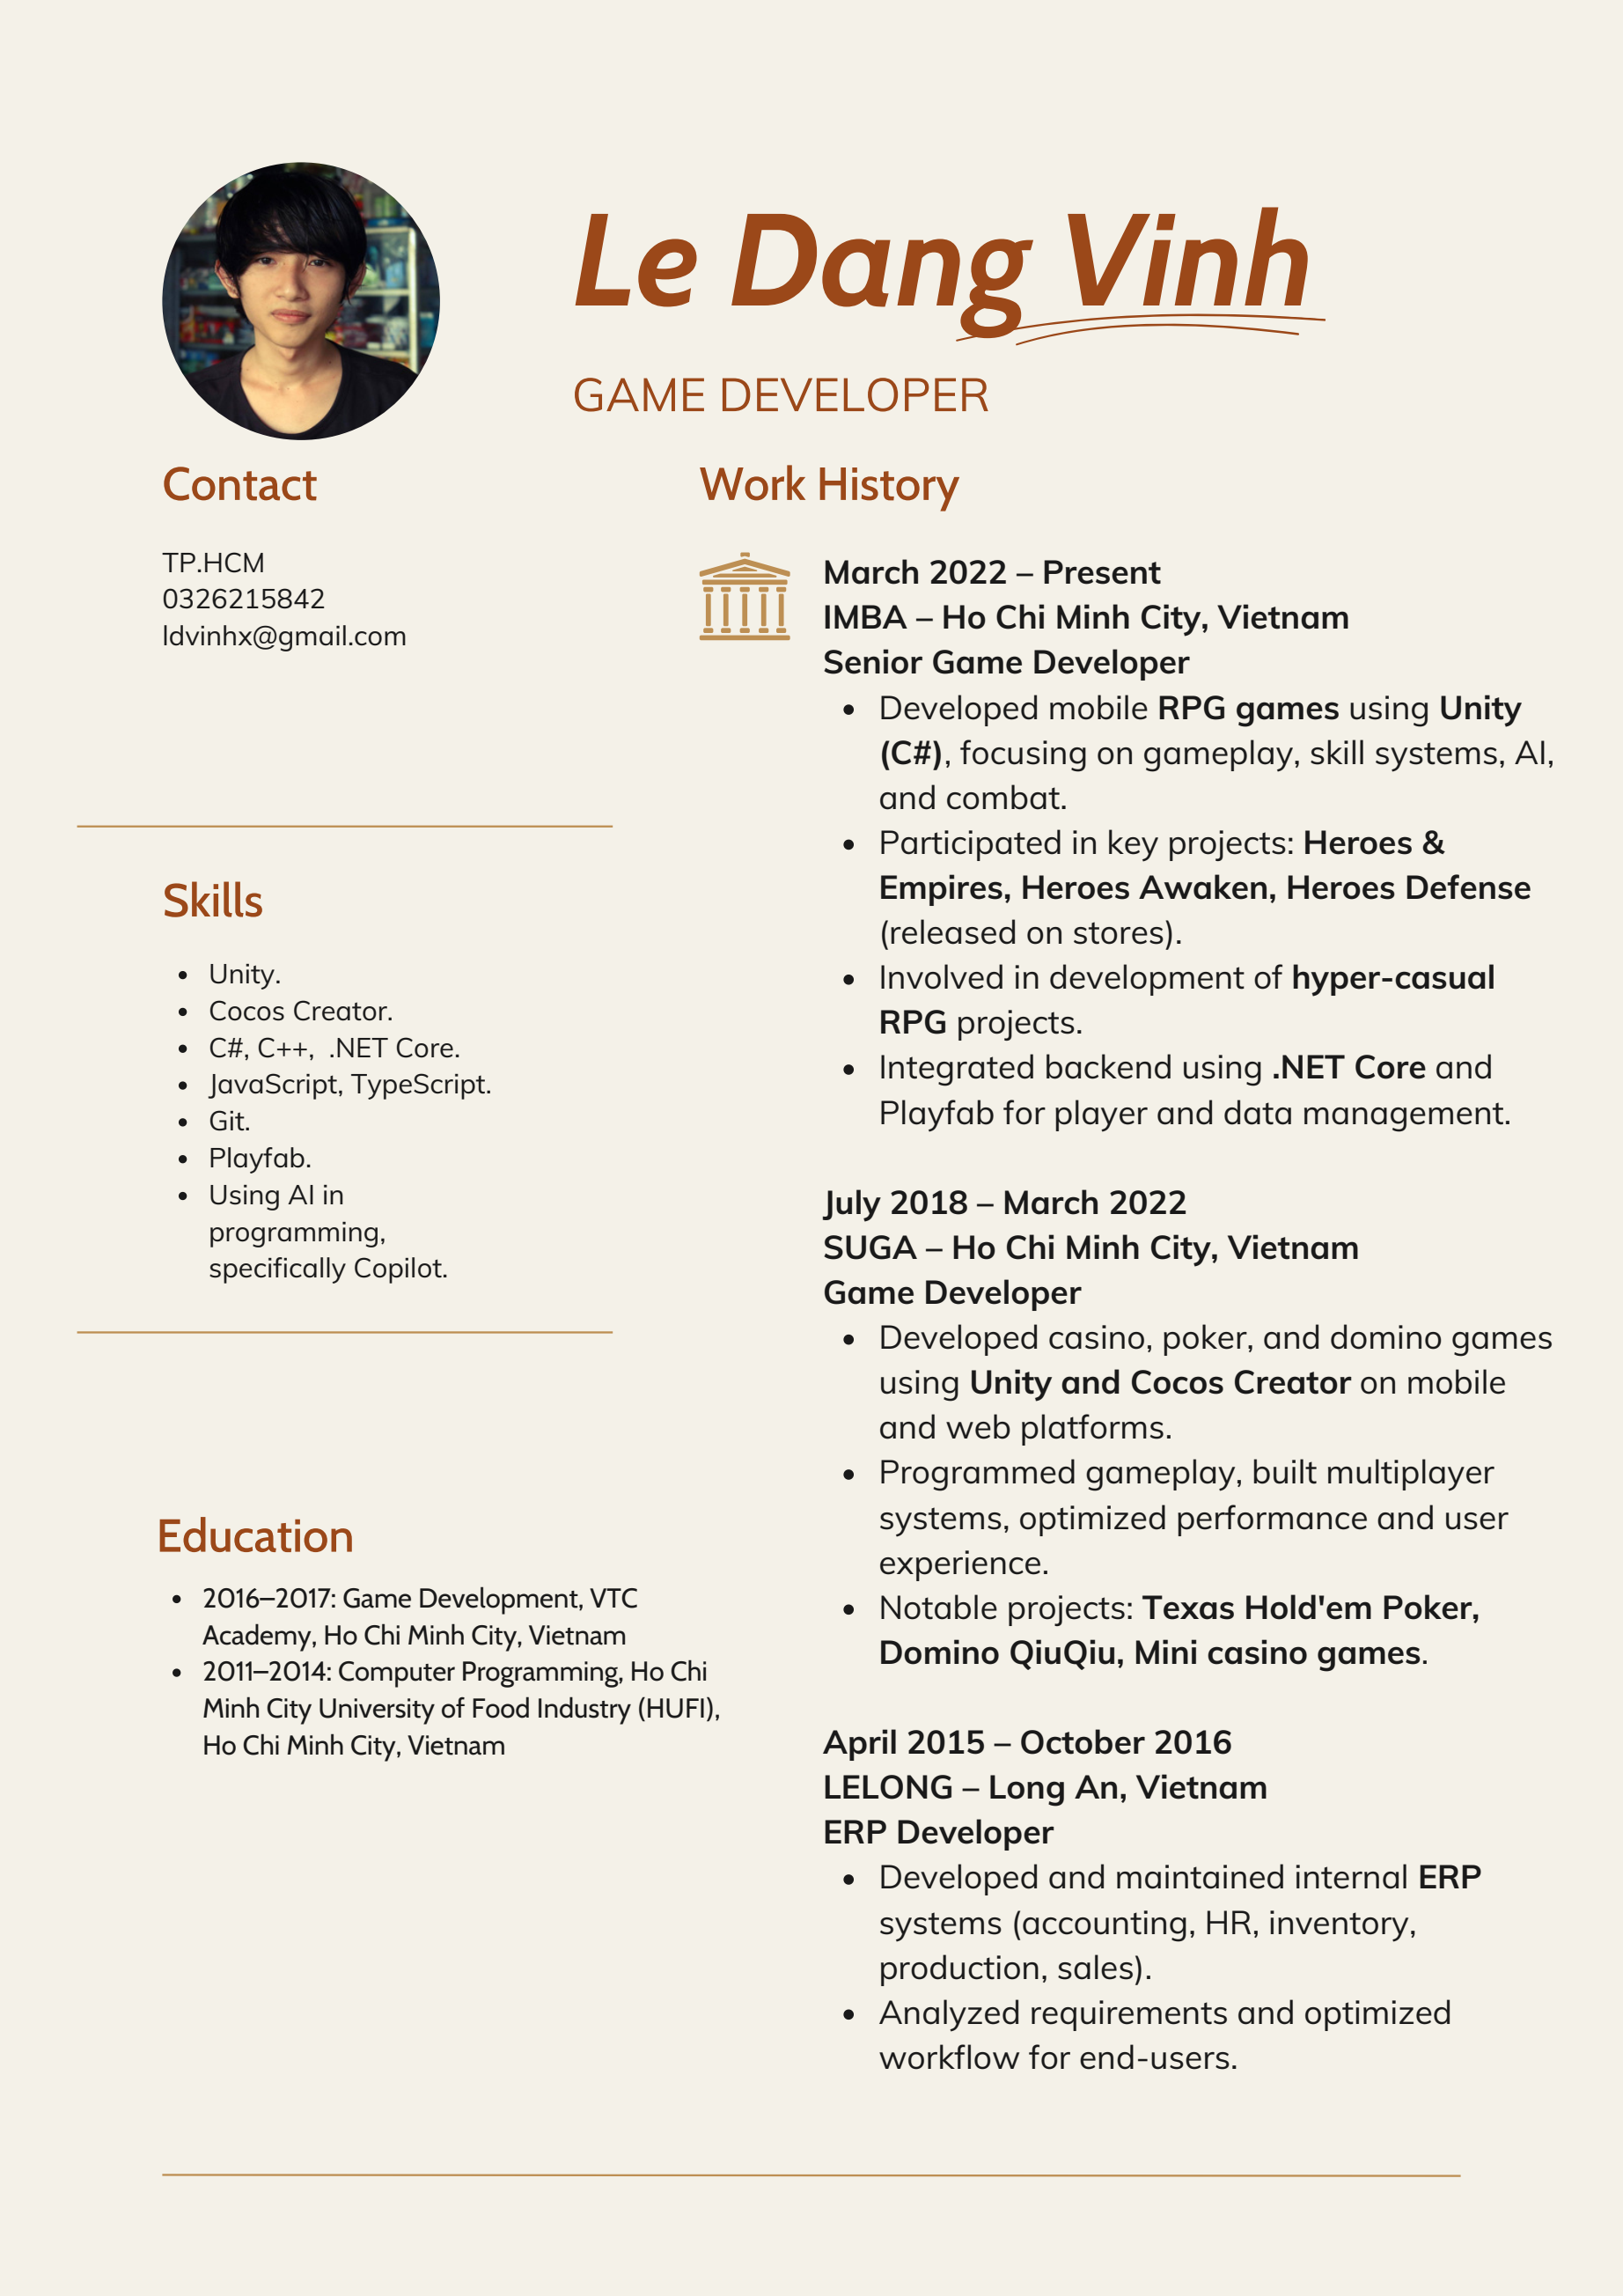 Le Dang Vinh
GAME DEVELOPER
Contact
TP.HCM
0326215842
ldvinhx@gmail.com
Skills
• Unity.
• Cocos Creator.
• C#, C++,  .NET Core.
• JavaScript, TypeScript.
• Git.
• Playfab.
• Using AI in
programming,
specifically Copilot.
Education
• 2016–2017: Game Development, VTC
Academy, Ho Chi Minh City, Vietnam
• 2011–2014: Computer Programming, Ho Chi
Minh City University of Food Industry (HUFI),
Ho Chi Minh City, Vietnam
Work History
March 2022 – Present
IMBA – Ho Chi Minh City, Vietnam
Senior Game Developer
• Developed mobile RPG games using Unity
(C#), focusing on gameplay, skill systems, AI,
and combat.
• Participated in key projects: Heroes &
Empires, Heroes Awaken, Heroes Defense
(released on stores).
• Involved in development of hyper-casual
RPG projects.
• Integrated backend using .NET Core and
Playfab for player and data management.
July 2018 – March 2022
SUGA – Ho Chi Minh City, Vietnam
Game Developer
• Developed casino, poker, and domino games
using Unity and Cocos Creator on mobile
and web platforms.
• Programmed gameplay, built multiplayer
systems, optimized performance and user
experience.
• Notable projects: Texas Hold'em Poker,
Domino QiuQiu, Mini casino games.
April 2015 – October 2016
LELONG – Long An, Vietnam
ERP Developer
• Developed and maintained internal ERP
systems (accounting, HR, inventory,
production, sales).
• Analyzed requirements and optimized
workflow for end-users.